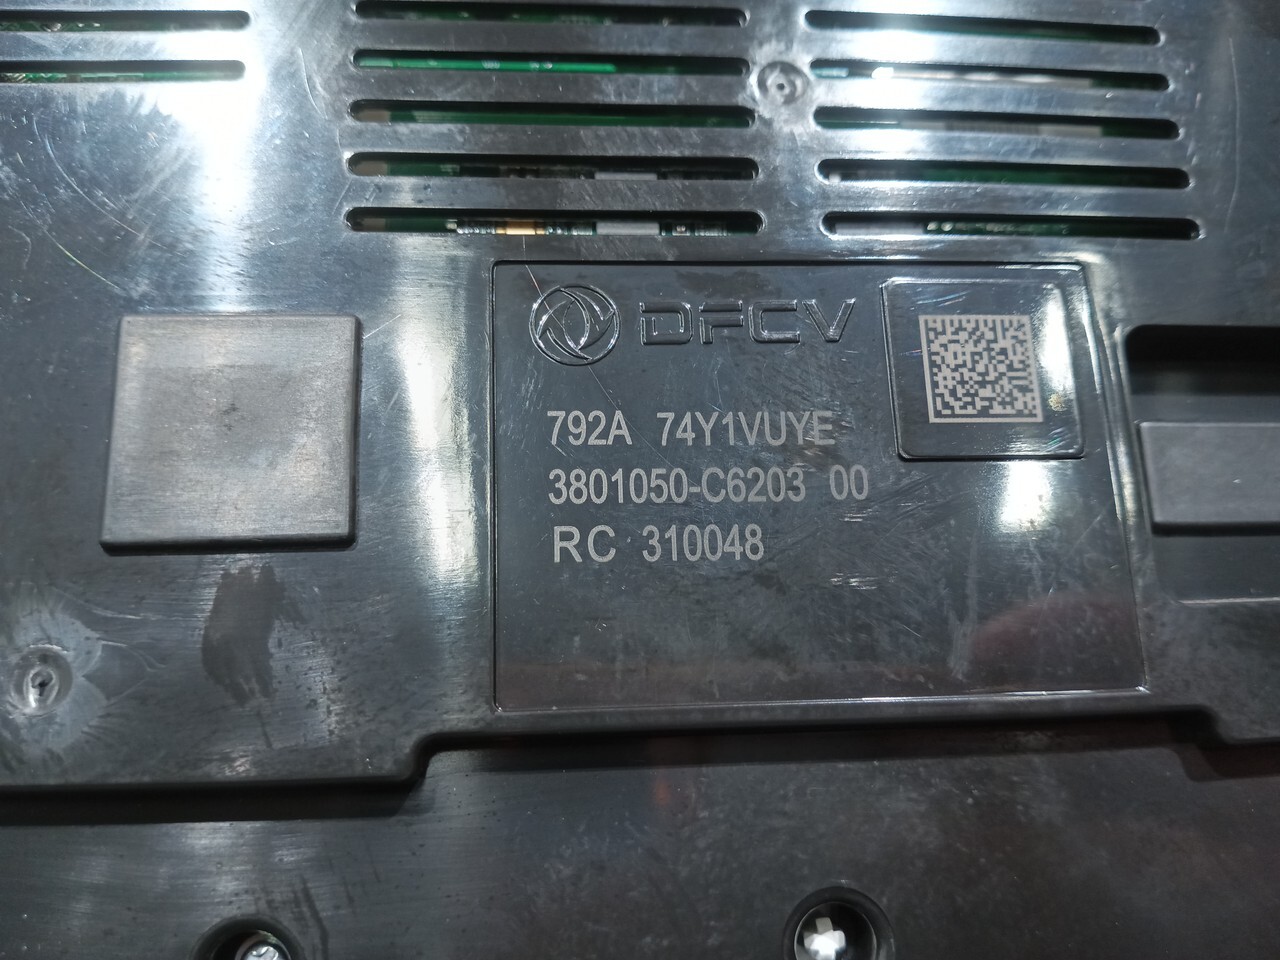 DFCV
792A 74Y1VUYE
3801050-C6203 00
RC 310048